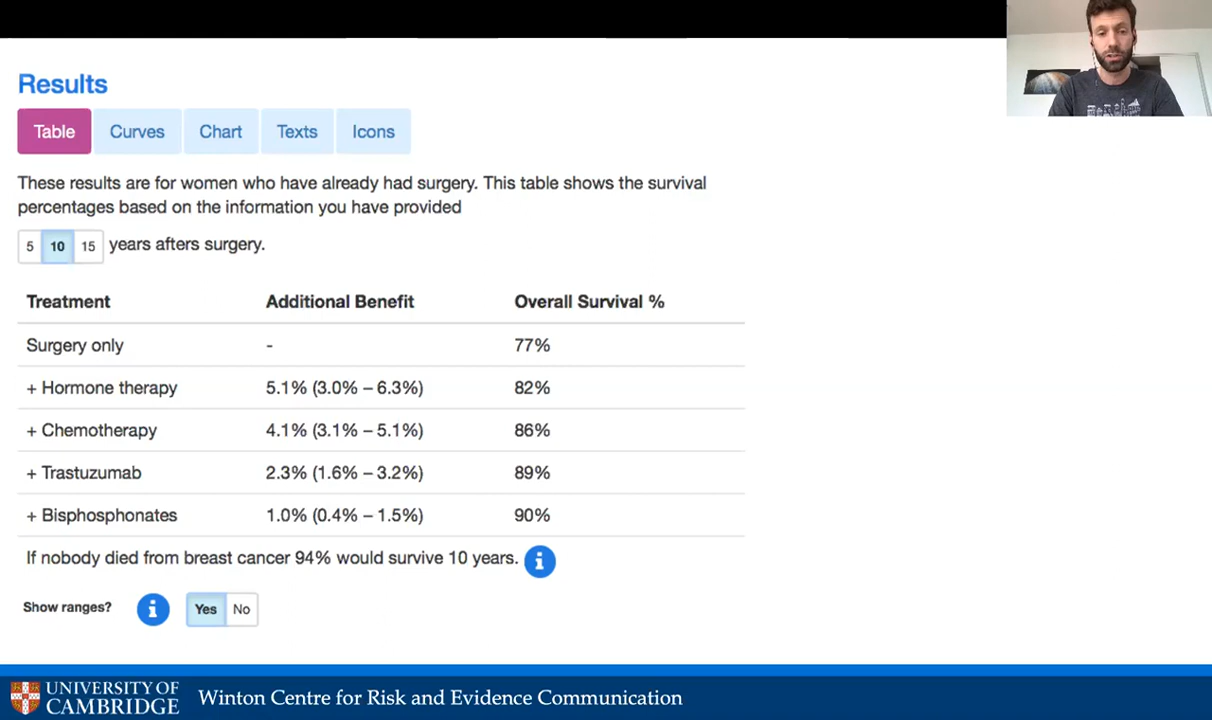 Results
Table Curves Chart Texts Icons
These results are for women who have already had surgery. This table shows the survival
percentages based on the information you have provided
5 10 15 years afters surgery.
Treatment Additional Benefit Overall Survival %
Surgery only - 77%
+ Hormone therapy 5.1% (3.0% – 6.3%) 82%
+ Chemotherapy 4.1% (3.1% – 5.1%) 86%
+ Trastuzumab 2.3% (1.6% – 3.2%) 89%
+ Bisphosphonates 1.0% (0.4% – 1.5%) 90%
If nobody died from breast cancer 94% would survive 10 years. i
Show ranges? i Yes No
UNIVERSITY OF
CAMBRIDGE
Winton Centre for Risk and Evidence Communication